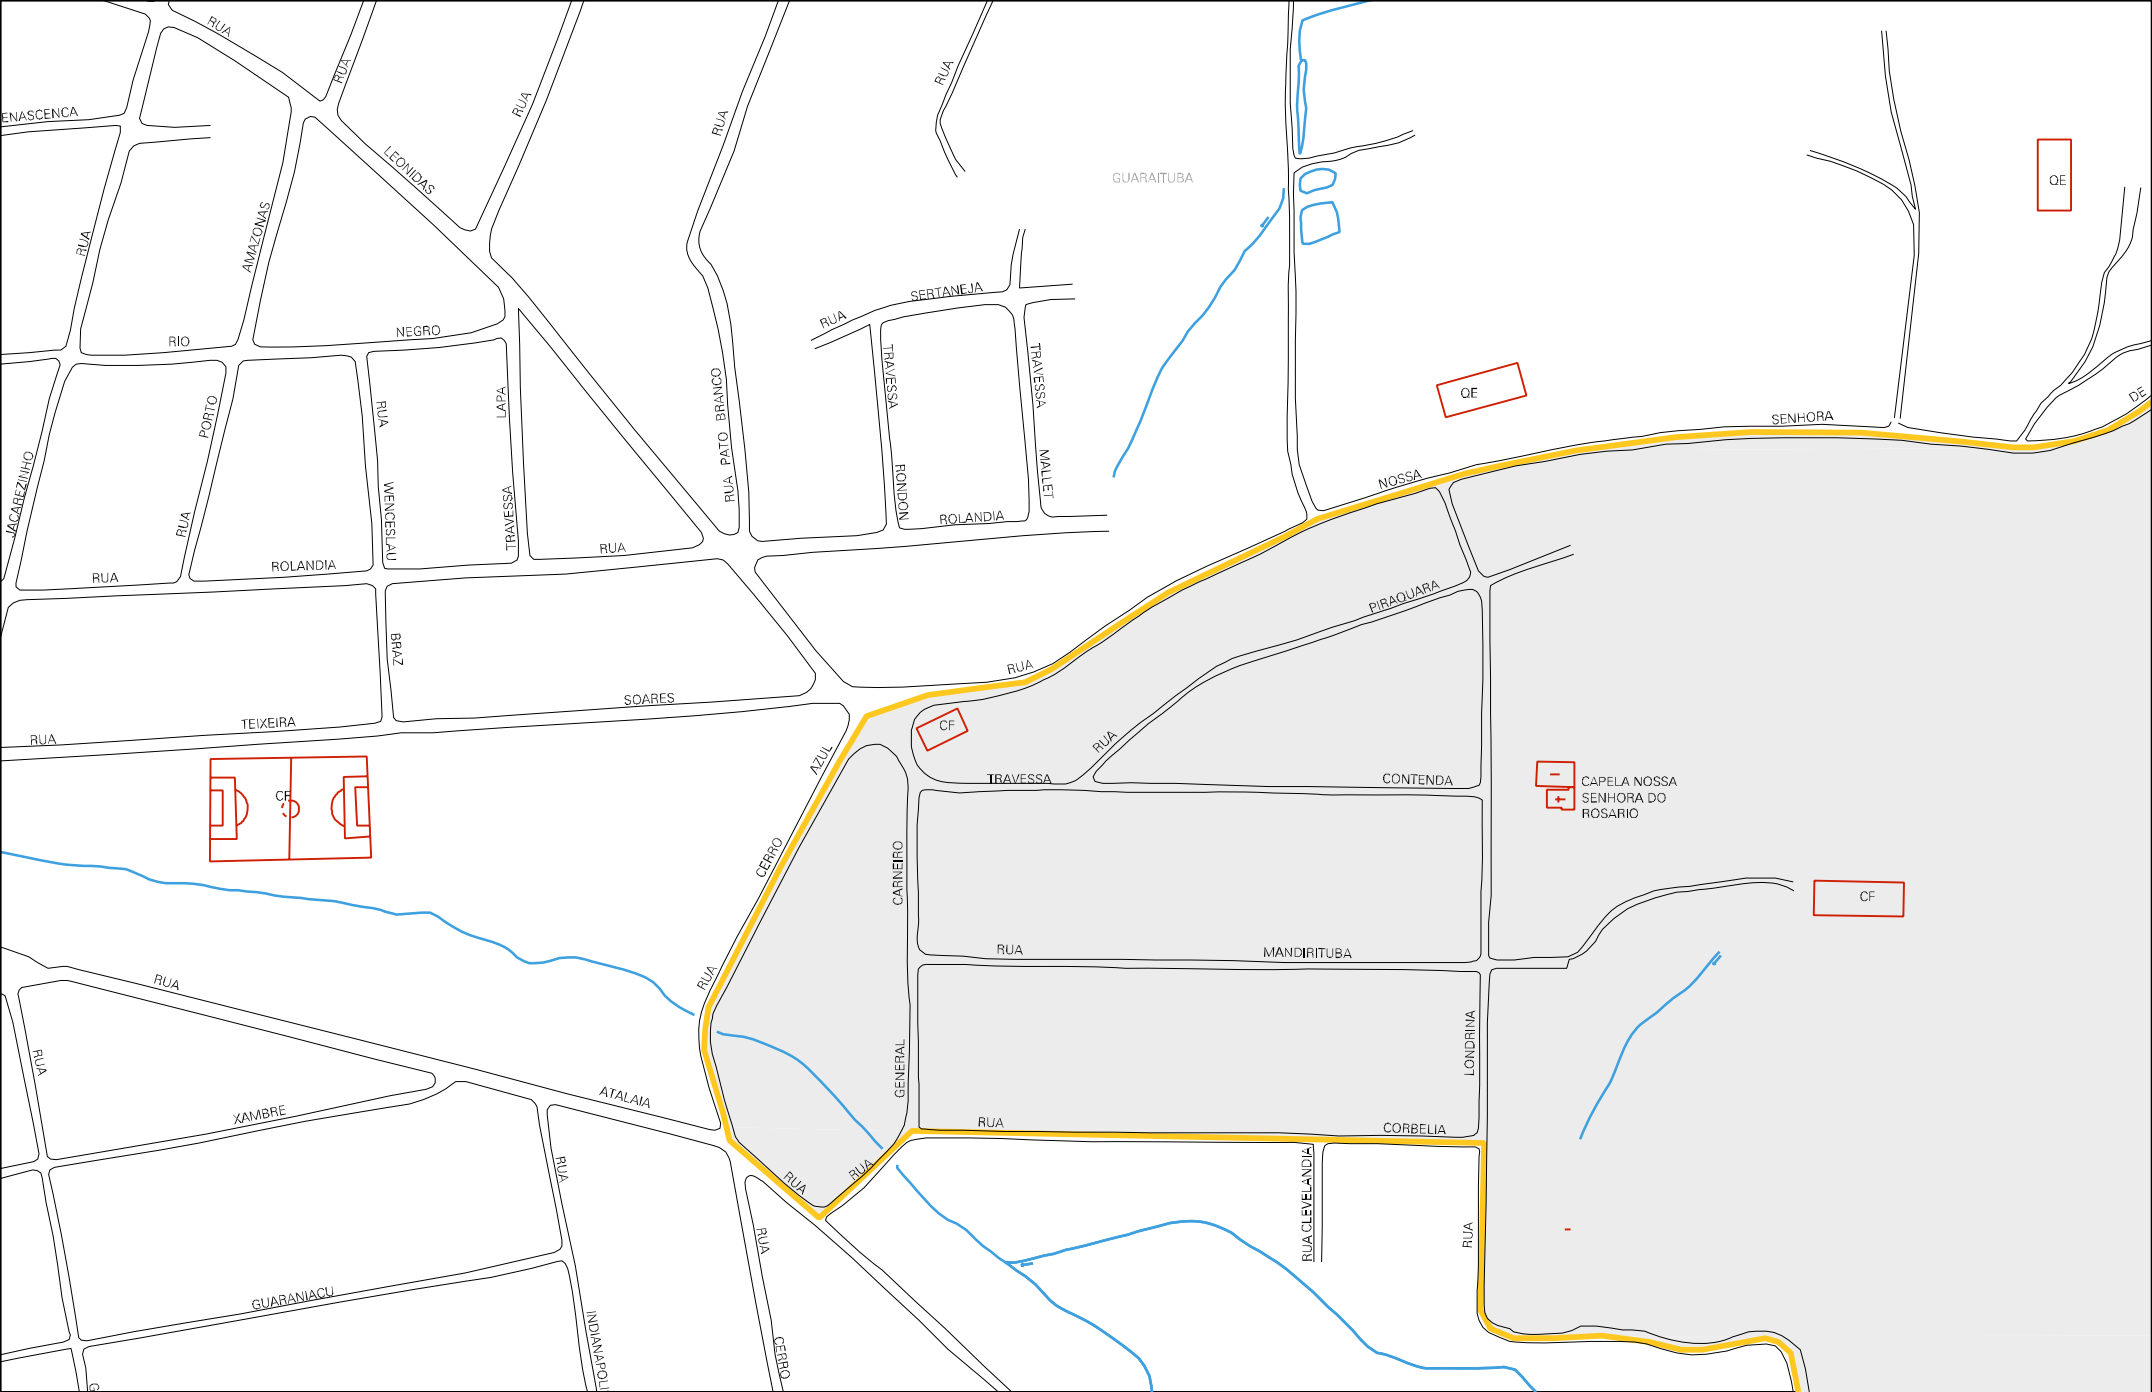 RUA
RUA
RUA
RUA
RUA
ENASCENCA
LEONIDAS
GUARAITUBA
QE
RUA
AMAZONAS
SERTANEJA
RUA
RIO
NEGRO
TRAVESSA
TRAVESSA
QE
DE
SENHORA
NOSSA
RUA PATO BRANCO
LAPA
RUA
PORTO
JACAREZINHO
RUA
WENCESLAU
TRAVESSA
RONDON
MALLET
ROLANDIA
RUA
ROLANDIA
RUA
PIRAQUARA
BRAZ
RUA
SOARES
TEIXEIRA
RUA
CF
RUA
AZUL
TRAVESSA
CONTENDA
CF
CAPELA NOSSA
SENHORA DO
ROSARIO
CERRO
CARNEIRO
CF
RUA
MANDIRITUBA
RUA
RUA
RUA
GENERAL
LONDRINA
ATALAIA
XAMBRE
RUA
CORBELIA
RUA
RUA
RUA
RUA CLEVELANDIA
RUA
RUA
GUARANIACU
INDIANAPOLI
CERRO
G